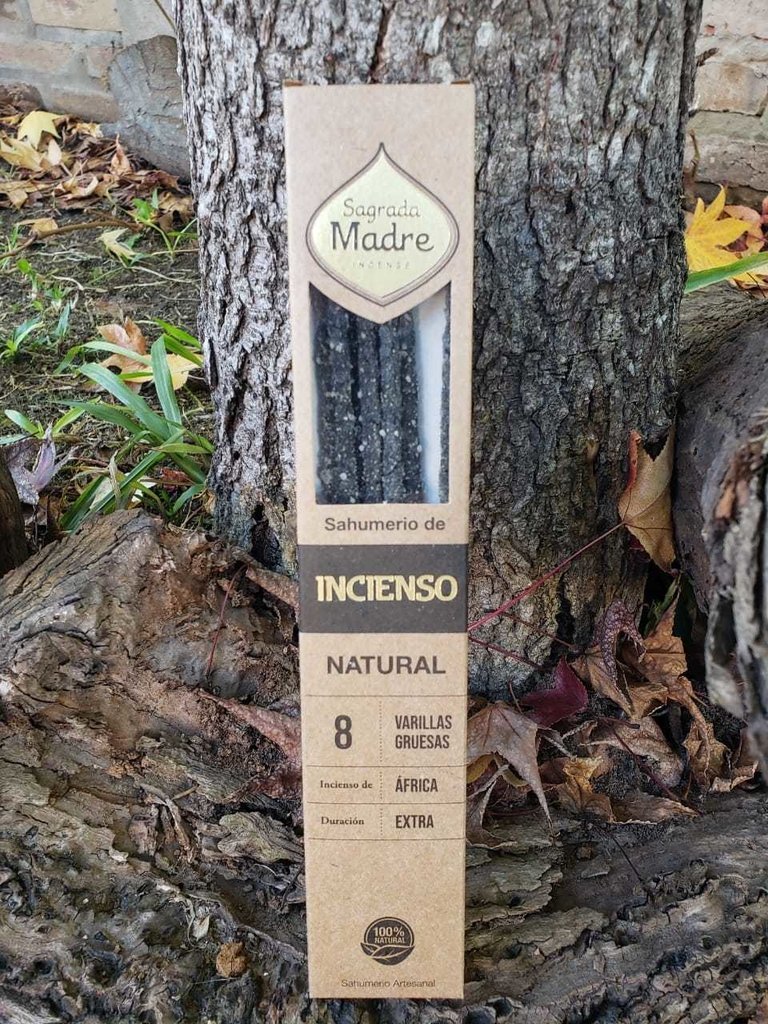 Sagrada
Madre
INCENSE
Sahumerio de
INCIENSO
NATURAL
8
VARILLAS
GRUESAS
Incienso de
ÁFRICA
Duración
EXTRA
100%
NATURAL
Sahumerio Artesanal